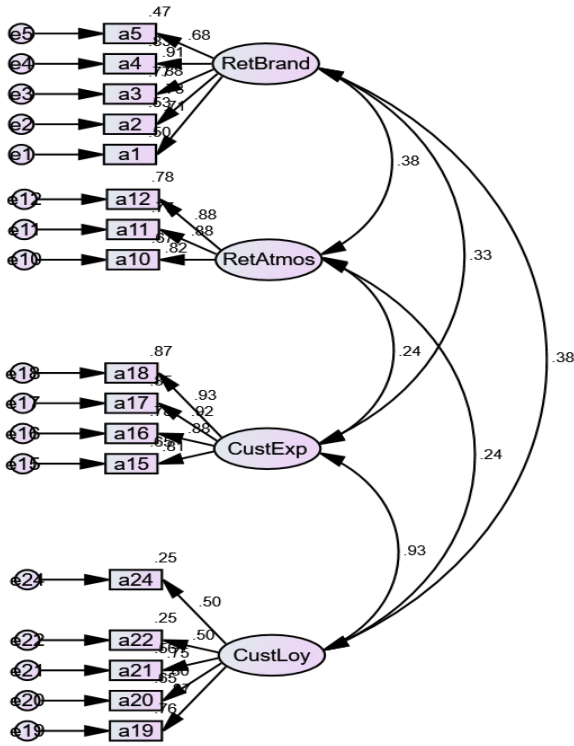 .47
e5 a5 .68
e4 a4 .91 RetBrand
e3 a3 .88
e2 a2 .71
.50
e1 a1
.38
.78
e12 a12 .88
e11 a11 .88
e10 a10 .82 RetAtmos
.33
.24
.38
.87
e18 a18 .93
e17 a17 .92
e16 a16 .88 CustExp
e15 a15 .81
.24
.93
.25
e24 a24
.50
.25
e22 a22 .50
e21 a21 .75 CustLoy
e20 a20
.76
e19 a19